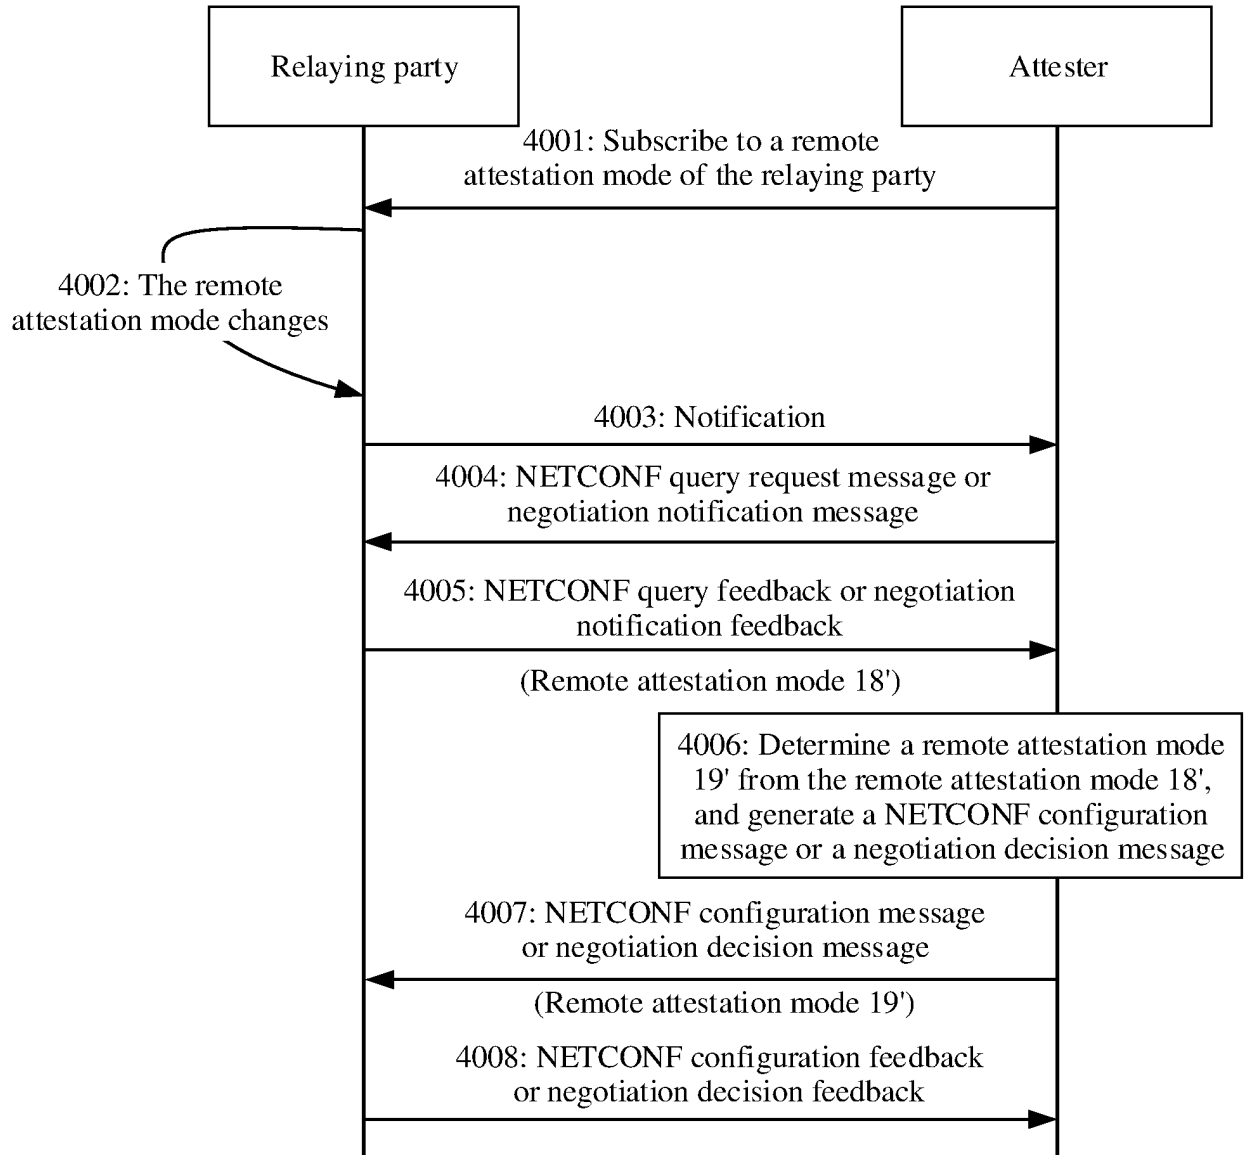 Relaying party
Attester
4001: Subscribe to a remote
attestation mode of the relaying party
4002: The remote
attestation mode changes
4003: Notification
4004: NETCONF query request message or
negotiation notification message
4005: NETCONF query feedback or negotiation
notification feedback
(Remote attestation mode 18')
4006: Determine a remote attestation mode
19' from the remote attestation mode 18',
and generate a NETCONF configuration
message or a negotiation decision message
4007: NETCONF configuration message
or negotiation decision message
(Remote attestation mode 19')
4008: NETCONF configuration feedback
or negotiation decision feedback